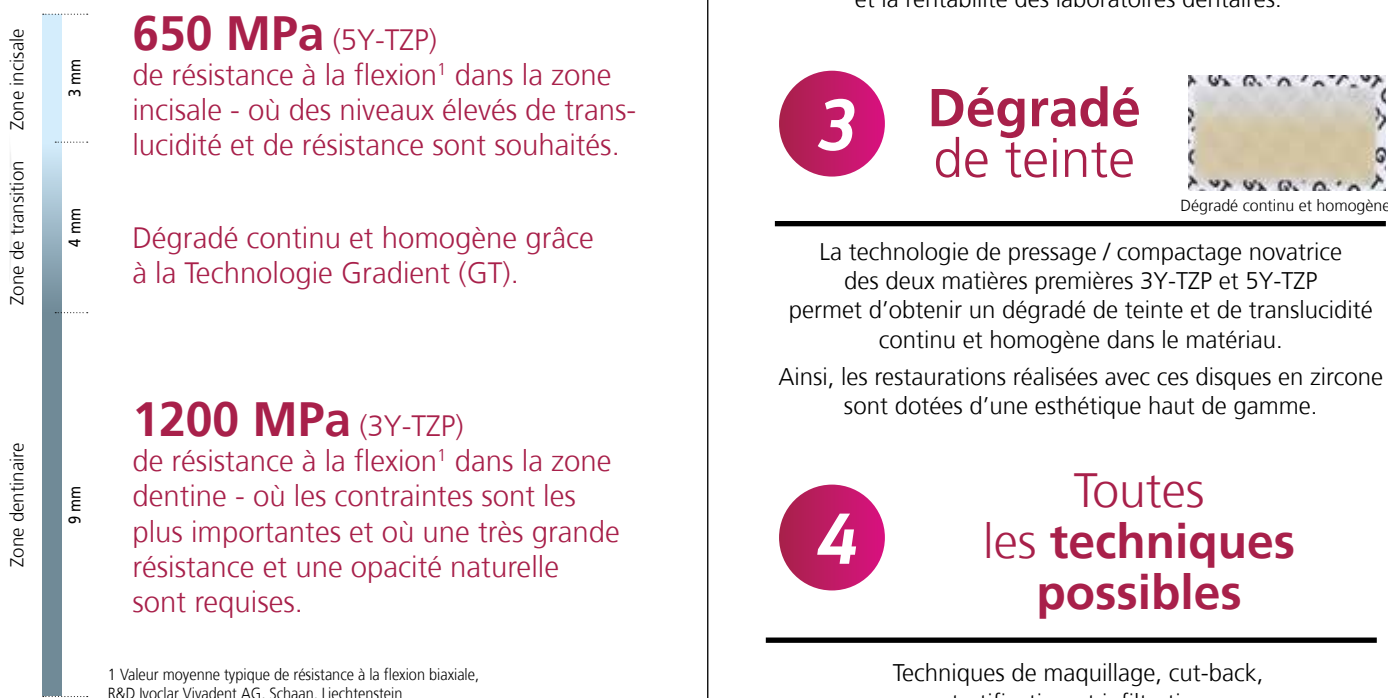 Zone incisale
3 mm
Zone de transition
4 mm
Zone dentinaire
9 mm
650 MPa (5Y-TZP)
de résistance à la flexion¹ dans la zone
incisale - où des niveaux élevés de trans-
lucidité et de résistance sont souhaités.
Dégradé continu et homogène grâce
à la Technologie Gradient (GT).
1200 MPa (3Y-TZP)
de résistance à la flexion¹ dans la zone
dentine - où les contraintes sont les
plus importantes et où une très grande
résistance et une opacité naturelle
sont requises.
1 Valeur moyenne typique de résistance à la flexion biaxiale,
R&D Ivoclar Vivadent AG, Schaan, Liechtenstein
et la rentabilité des laboratoires dentaires.
3
Dégradé
de teinte
Dégradé continu et homogène
La technologie de pressage / compactage novatrice
des deux matières premières 3Y-TZP et 5Y-TZP
permet d’obtenir un dégradé de teinte et de translucidité
continu et homogène dans le matériau.
Ainsi, les restaurations réalisées avec ces disques en zircone
sont dotées d’une esthétique haut de gamme.
4
Toutes
les techniques
possibles
Techniques de maquillage, cut-back,